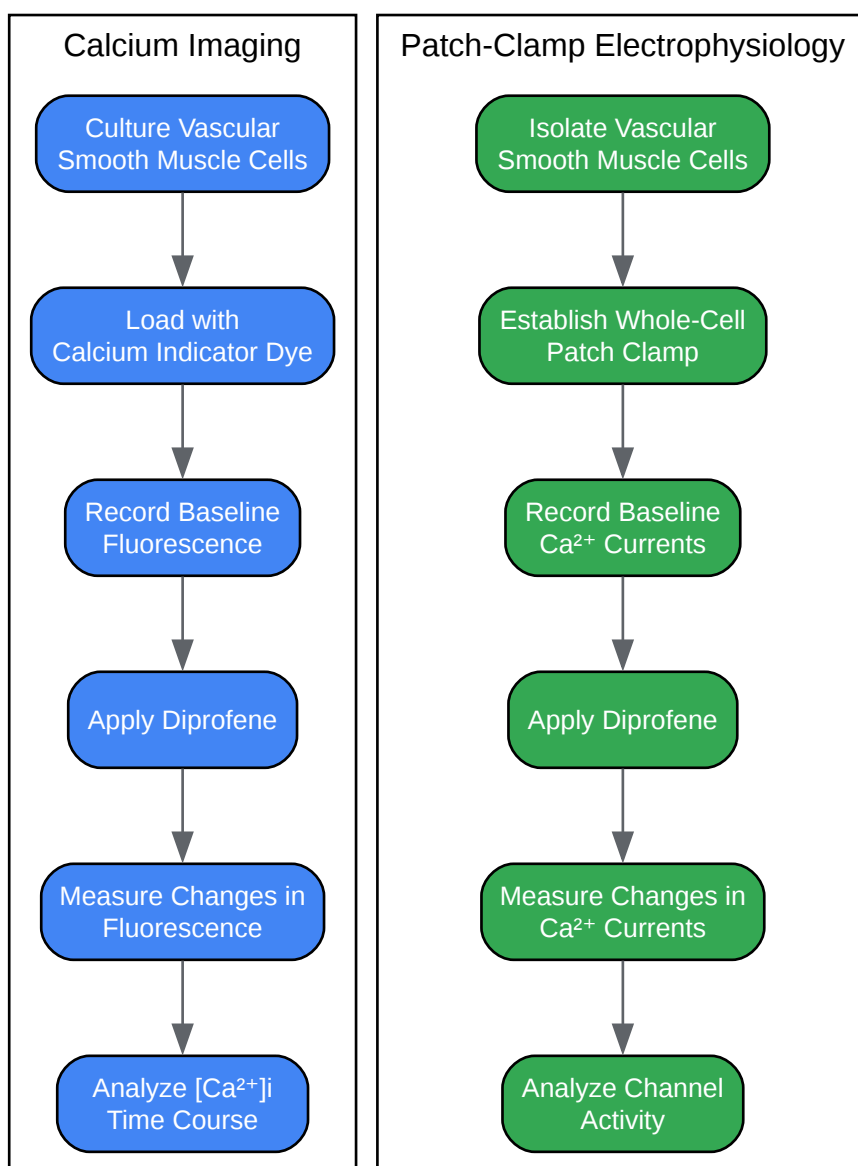 Calcium Imaging
Culture Vascular
Smooth Muscle Cells
Load with
Calcium Indicator Dye
Record Baseline
Fluorescence
Apply Diprofene
Measure Changes in
Fluorescence
Analyze [Ca²⁺]i
Time Course
Patch-Clamp Electrophysiology
Isolate Vascular
Smooth Muscle Cells
Establish Whole-Cell
Patch Clamp
Record Baseline
Ca²⁺ Currents
Apply Diprofene
Measure Changes in
Ca²⁺ Currents
Analyze Channel
Activity